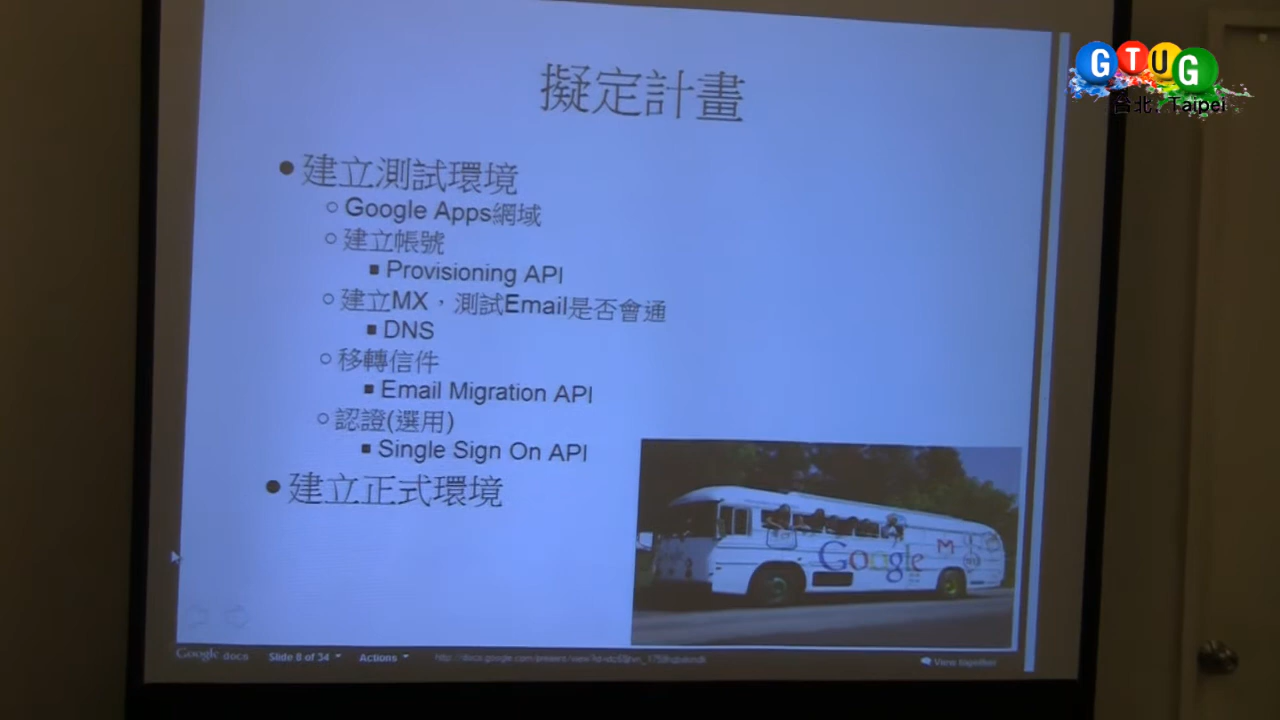 GTUG
台北, Taipei
擬定計畫
•建立測試環境
○ Google Apps網域
○ 建立帳號
■ Provisioning API
○ 建立MX，測試Email是否會通
■ DNS
○ 移轉信件
■ Email Migration API
○ 認證(選用)
■ Single Sign On API
•建立正式環境
Google
M
Google docs
Slide 8 of 34
Actions
View together